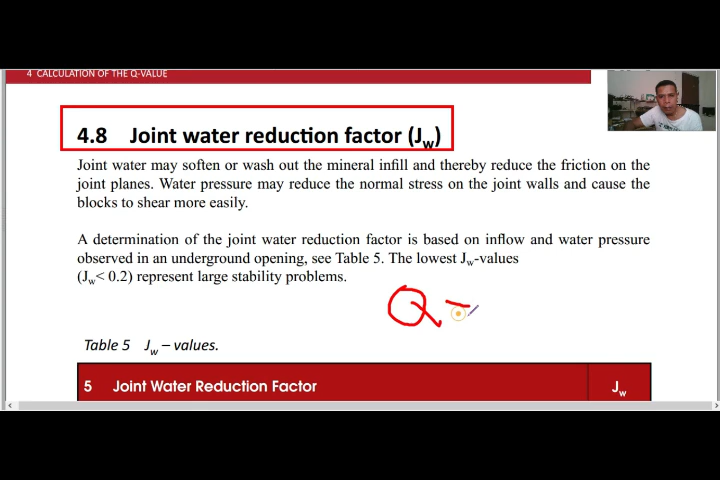 4 CALCULATION OF THE Q-VALUE
4.8 Joint water reduction factor (Jw)
Joint water may soften or wash out the mineral infill and thereby reduce the friction on the
joint planes. Water pressure may reduce the normal stress on the joint walls and cause the
blocks to shear more easily.
A determination of the joint water reduction factor is based on inflow and water pressure
observed in an underground opening, see Table 5. The lowest Jw-values
(Jw< 0.2) represent large stability problems.
Q =
Table 5 Jw – values.
5 Joint Water Reduction Factor Jw